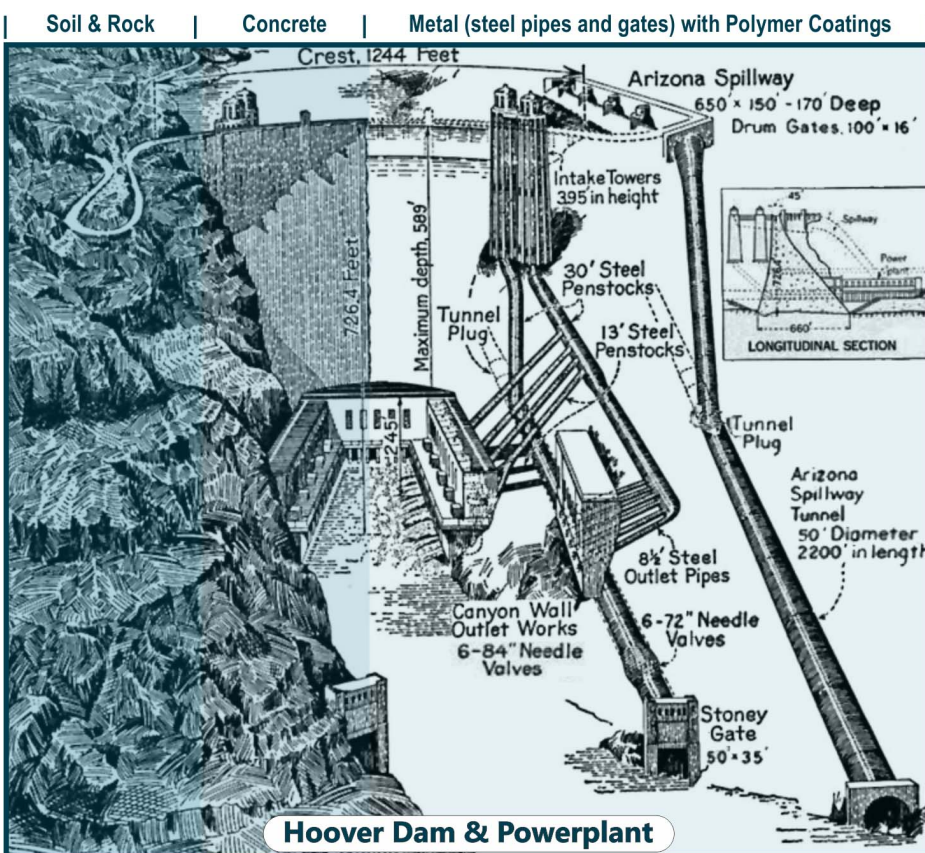 Soil & Rock
Concrete
Metal (steel pipes and gates) with Polymer Coatings
Crest, 1244 Feet
Arizona Spillway
650' x 150' - 170' Deep
Drum Gates, 100' x 16'
Intake Towers
395' in height
45'
Spillway
Power
plant
726.4'
660'
LONGITUDINAL SECTION
726.4 Feet
Maximum depth, 589'
30' Steel
Penstocks
Tunnel
Plug
13' Steel
Penstocks
245'
Tunnel
Plug
Arizona
Spillway
Tunnel
50' Diameter
2200' in length
8½' Steel
Outlet Pipes
Canyon Wall
Outlet Works
6-84" Needle
Valves
6-72" Needle
Valves
Stoney
Gate
50' x 35'
Hoover Dam & Powerplant